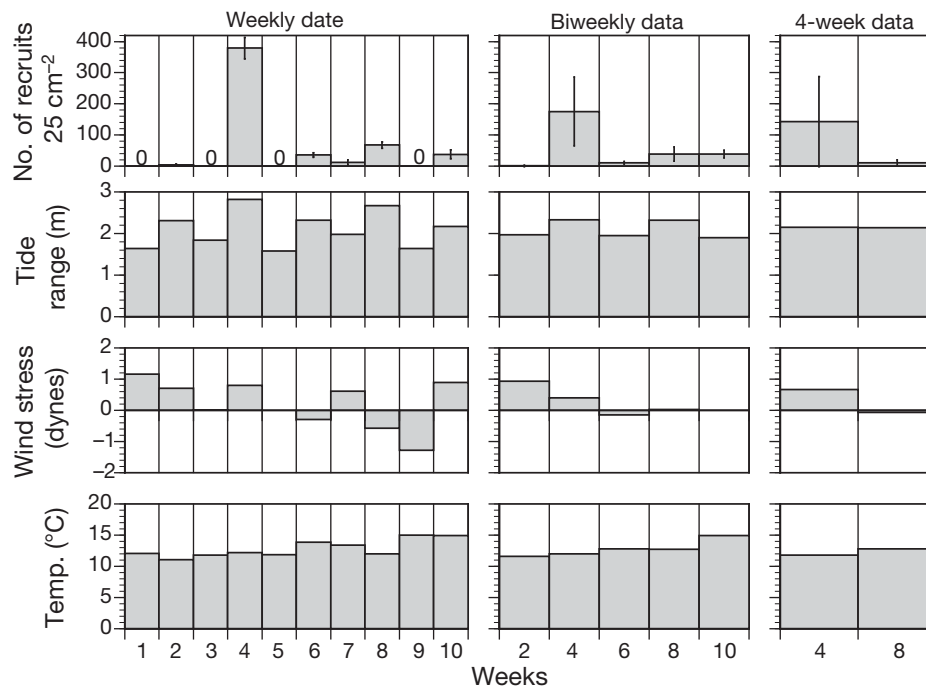 Weekly date
Biweekly data
4-week data
No. of recruits
25 cm–2
400
300
200
100
0
0 0 0 0
Tide
range (m)
3
2
1
0
Wind stress
(dynes)
2
1
0
–1
–2
Temp. (°C)
20
15
10
5
0
1 2 3 4 5 6 7 8 9 10
2 4 6 8 10
4 8
Weeks